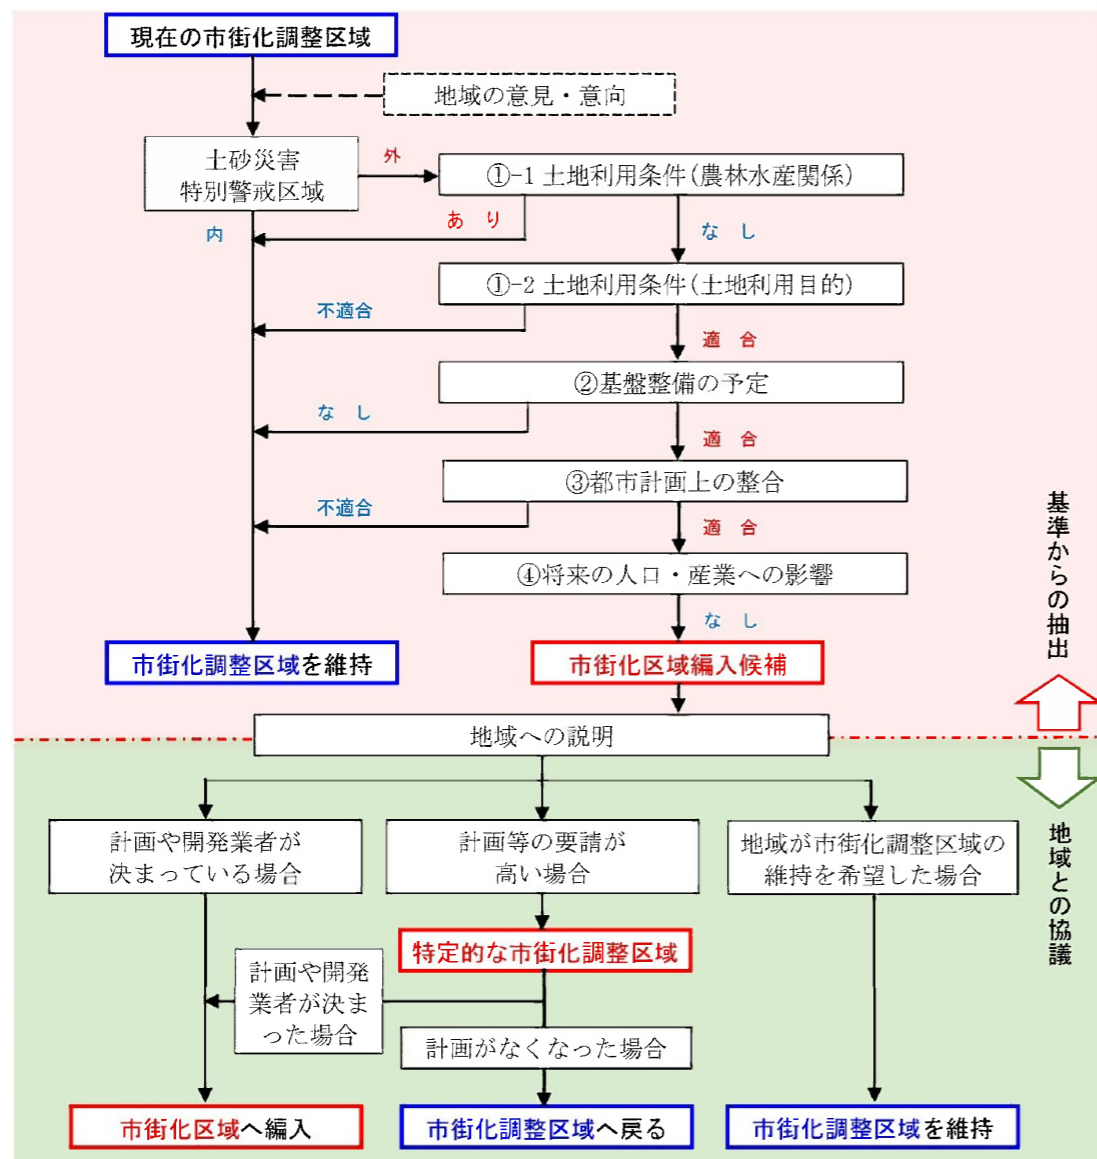 現在の市街化調整区域
地域の意見・意向
土砂災害
特別警戒区域
外
①-1 土地利用条件(農林水産関係)
あ り
内
な し
①-2 土地利用条件(土地利用目的)
不適合
適 合
②基盤整備の予定
な し
適 合
③都市計画上の整合
不適合
適 合
④将来の人口・産業への影響
な し
市街化調整区域を維持
市街化区域編入候補
基準からの抽出
地域への説明
地域との協議
計画や開発業者が
決まっている場合
計画等の要請が
高い場合
地域が市街化調整区域の
維持を希望した場合
特定的な市街化調整区域
計画や開発
業者が決ま
った場合
計画がなくなった場合
市街化区域へ編入
市街化調整区域へ戻る
市街化調整区域を維持